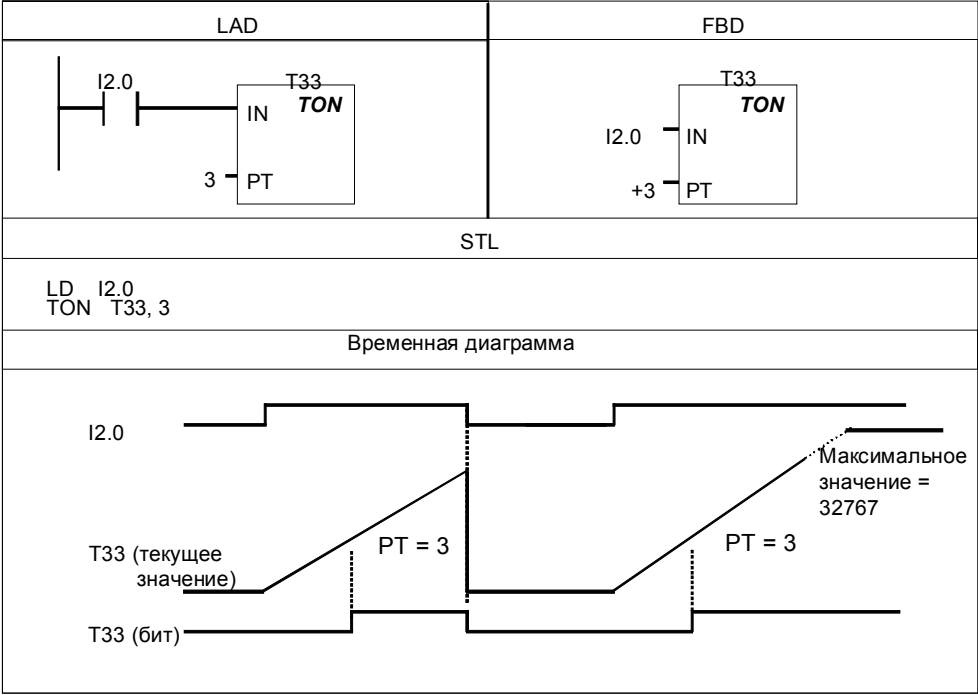 LAD
FBD
I2.0
T33
IN
TON
3
PT
T33
TON
I2.0
IN
+3
PT
STL
LD I2.0
TON T33, 3
Временная диаграмма
I2.0
Максимальное
значение =
32767
PT = 3
PT = 3
T33 (текущее
значение)
T33 (бит)